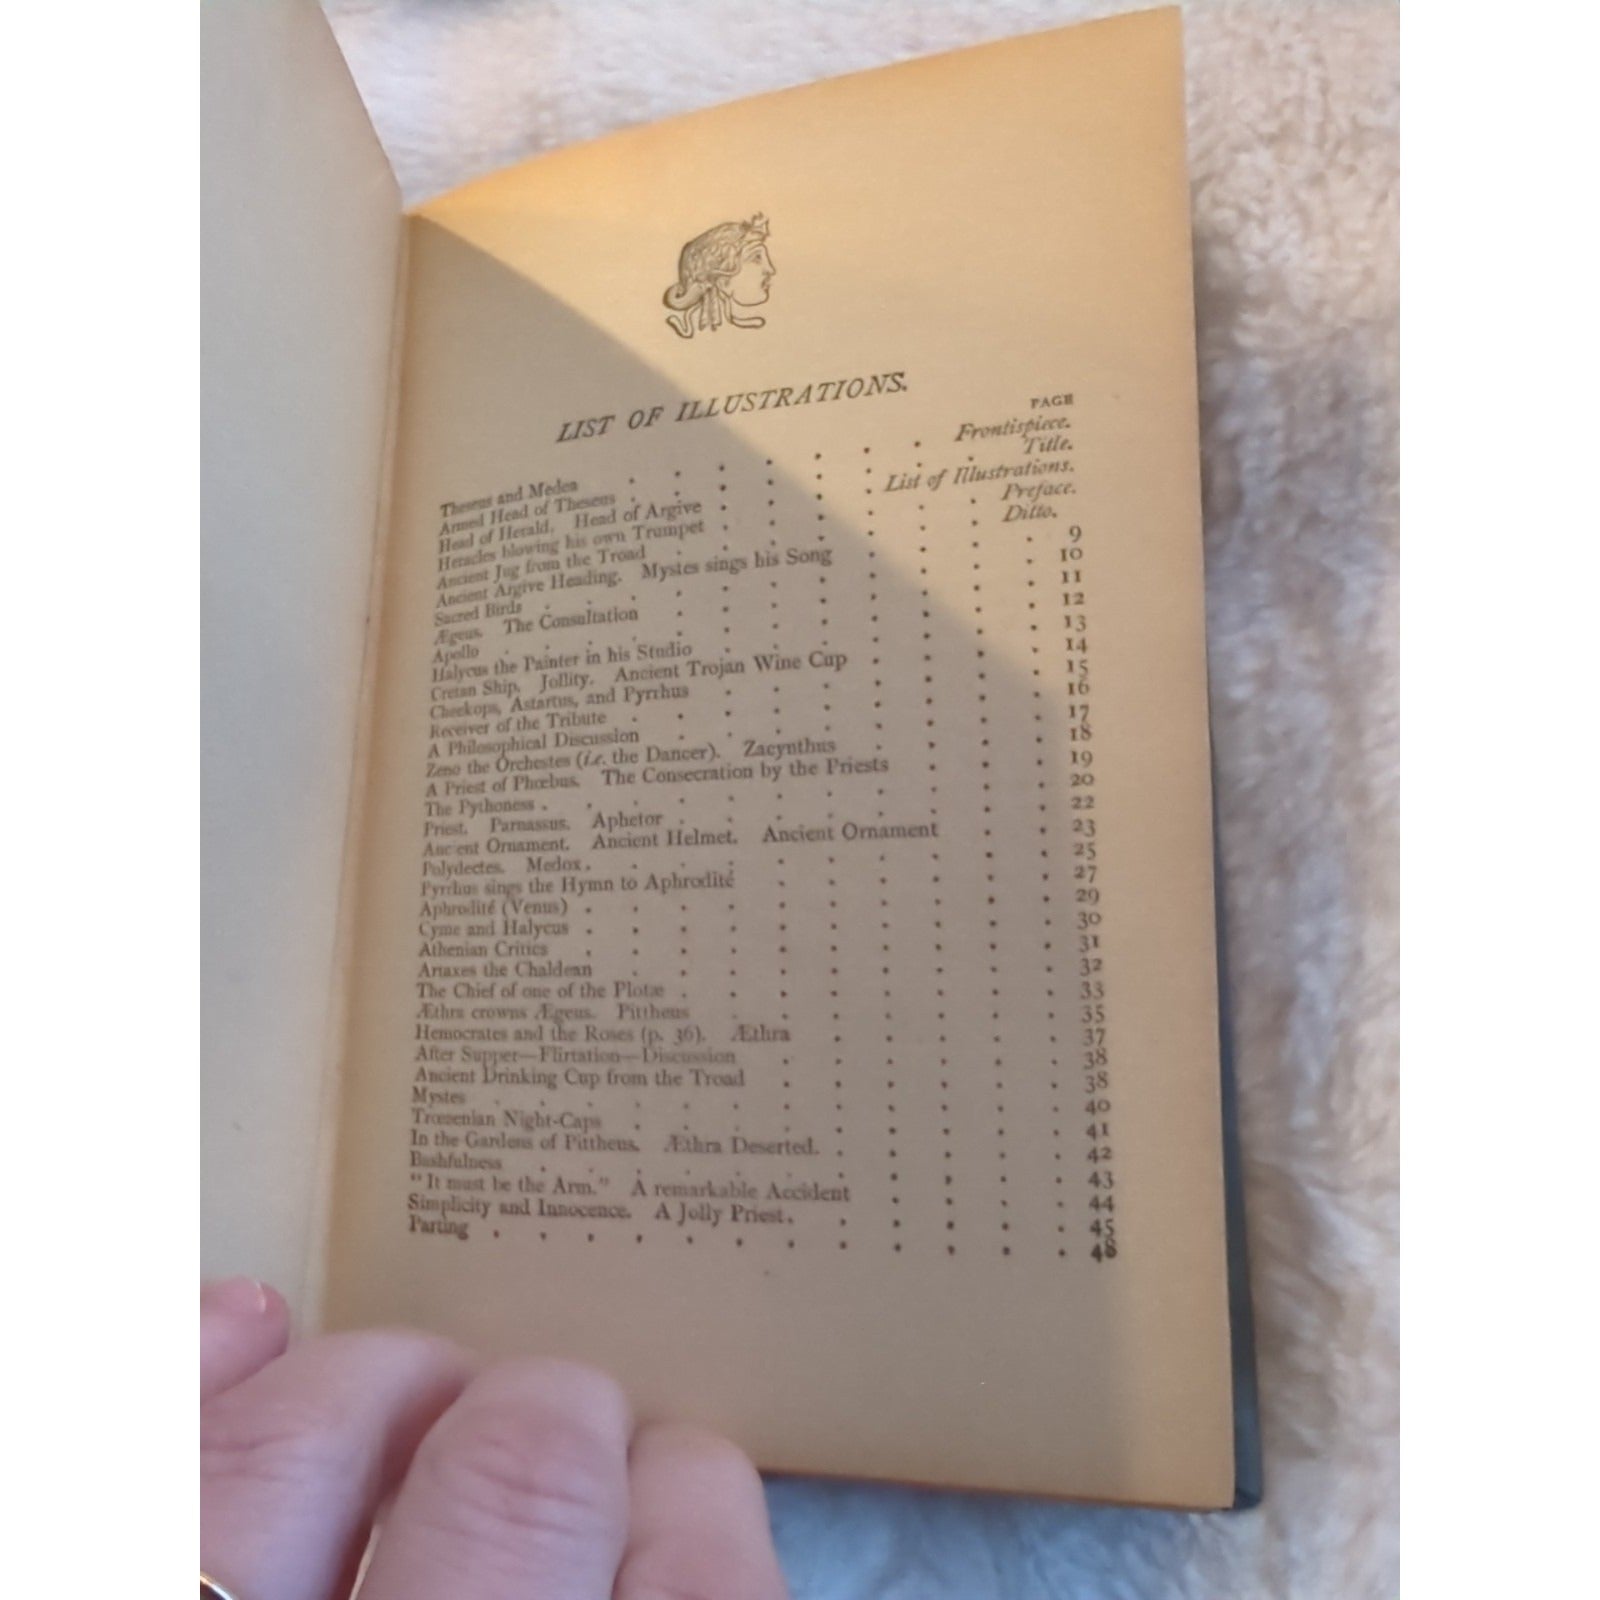 LIST OF ILLUSTRATIONS.
PAGE
Theseus and Medea . . . . . . . Frontispiece.
Armed Head of Theseus . . . . . . . Title.
Head of Herald. Head of Argive . . . . List of Illustrations.
Heracles blowing his own Trumpet . . . . . . Preface.
Ancient Jug from the Troad . . . . . . . Ditto.
Ancient Argive Heading. Mystes sings his Song . . . . 9
Sacred Birds . . . . . . . . . . 10
Ægeus. The Consultation . . . . . . . . 11
Apollo . . . . . . . . . . . 12
Halycus the Painter in his Studio . . . . . . . 13
Cretan Ship. Jollity. Ancient Trojan Wine Cup . . . . 14
Cheekops, Astartus, and Pyrrhus . . . . . . . 15
Receiver of the Tribute . . . . . . . . . 16
A Philosophical Discussion . . . . . . . . 17
Zeno the Orchestes (i.e. the Dancer). Zacynthus . . . . 18
A Priest of Phœbus. The Consecration by the Priests . . . 19
The Pythoness . . . . . . . . . . . 20
Priest. Parnassus. Aphetor . . . . . . . . 22
Ancient Ornament. Ancient Helmet. Ancient Ornament . . 23
Polydectes. Medox . . . . . . . . . . 25
Pyrrhus sings the Hymn to Aphrodité . . . . . . 27
Aphrodité (Venus) . . . . . . . . . . 29
Cyme and Halycus . . . . . . . . . . 30
Athenian Critics . . . . . . . . . . 31
Artaxes the Chaldean . . . . . . . . . 32
The Chief of one of the Plotæ . . . . . . . . 33
Æthra crowns Ægeus. Pittheus . . . . . . . 35
Hemocrates and the Roses (p. 36). Æthra . . . . . 37
After Supper—Flirtation—Discussion . . . . . . 38
Ancient Drinking Cup from the Troad . . . . . . 38
Mystes . . . . . . . . . . . . 40
Trœzenian Night-Caps . . . . . . . . . 41
In the Gardens of Pittheus. Æthra Deserted. . . . . . 42
Bashfulness . . . . . . . . . . . 43
"It must be the Arm." A remarkable Accident . . . . 44
Simplicity and Innocence. A Jolly Priest. . . . . . 45
Parting . . . . . . . . . . . . 48